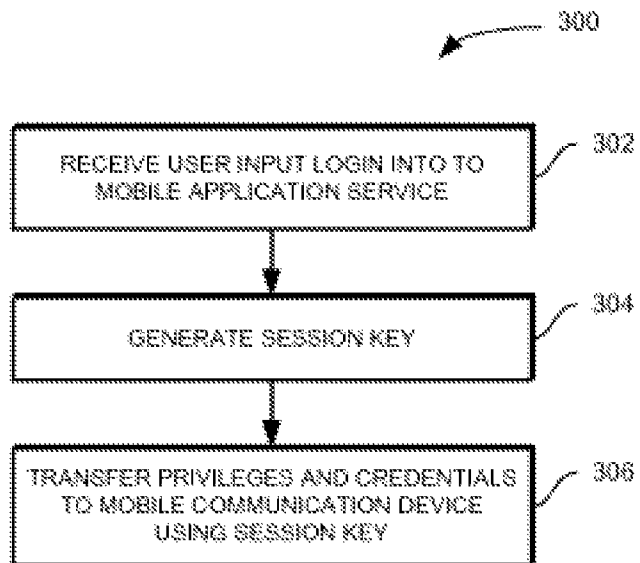 300
RECEIVE USER INPUT LOGIN INTO TO
MOBILE APPLICATION SERVICE
302
GENERATE SESSION KEY
304
TRANSFER PRIVILEGES AND CREDENTIALS
TO MOBILE COMMUNICATION DEVICE
USING SESSION KEY
306